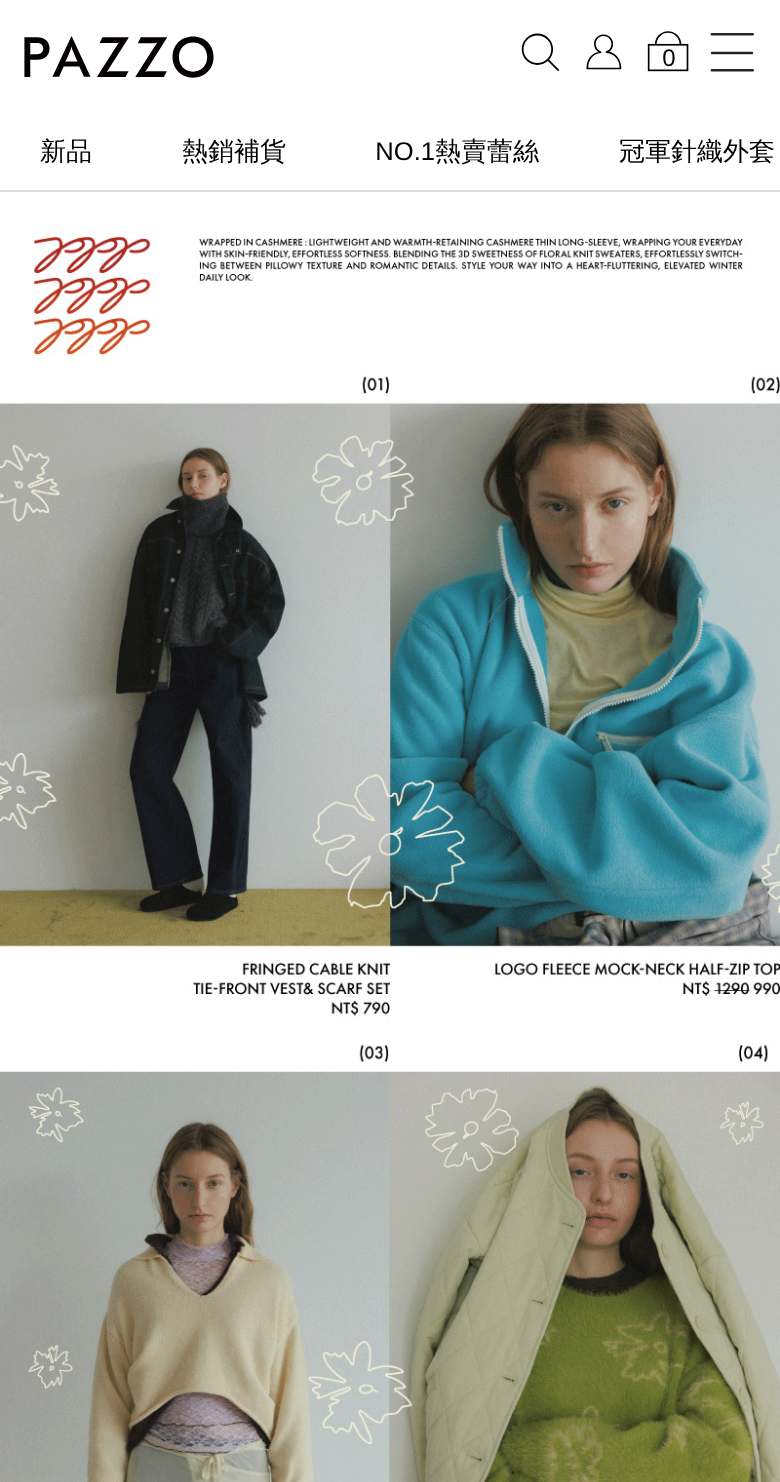 PAZZO
0
新品
熱銷補貨
NO.1熱賣蕾絲
冠軍針織外套
WRAPPED IN CASHMERE : LIGHTWEIGHT AND WARMTH-RETAINING CASHMERE THIN LONG-SLEEVE, WRAPPING YOUR EVERYDAY
WITH SKIN-FRIENDLY, EFFORTLESS SOFTNESS. BLENDING THE 3D SWEETNESS OF FLORAL KNIT SWEATERS, EFFORTLESSLY SWITCH-
ING BETWEEN PILLOWY TEXTURE AND ROMANTIC DETAILS. STYLE YOUR WAY INTO A HEART-FLUTTERING, ELEVATED WINTER
DAILY LOOK.
(01)
(02)
FRINGED CABLE KNIT
TIE-FRONT VEST& SCARF SET
NT$ 790
LOGO FLEECE MOCK-NECK HALF-ZIP TOP
NT$ 1290 990
(03)
(04)